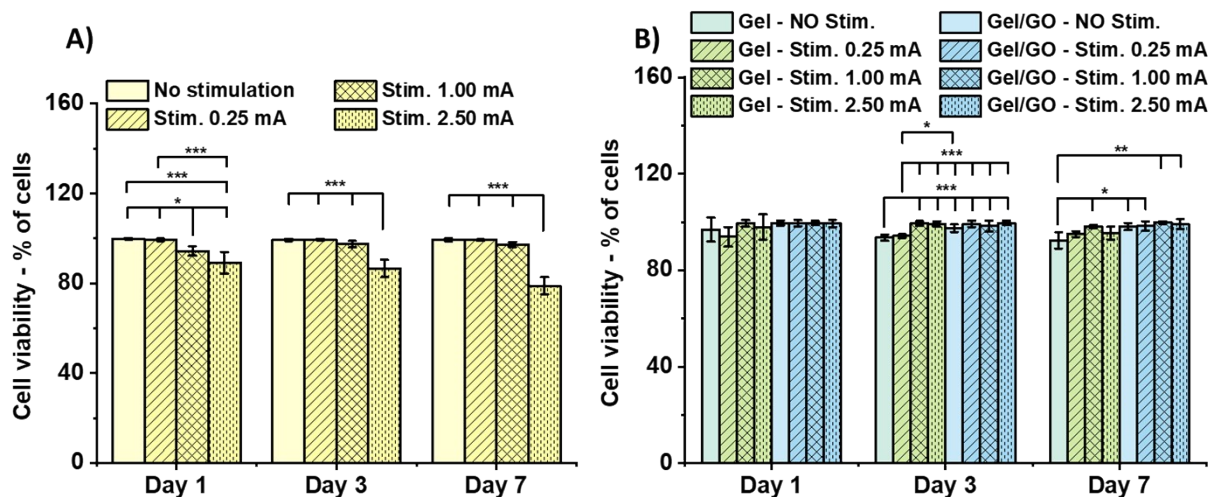 A)
No stimulation
Stim. 0.25 mA
Stim. 1.00 mA
Stim. 2.50 mA
Cell viability - % of cells
160
120
80
40
0
***
***
*
***
***
Day 1
Day 3
Day 7
B)
Gel - NO Stim.
Gel - Stim. 0.25 mA
Gel - Stim. 1.00 mA
Gel - Stim. 2.50 mA
Gel/GO - NO Stim.
Gel/GO - Stim. 0.25 mA
Gel/GO - Stim. 1.00 mA
Gel/GO - Stim. 2.50 mA
Cell viability - % of cells
160
120
80
40
0
*
***
***
**
*
Day 1
Day 3
Day 7